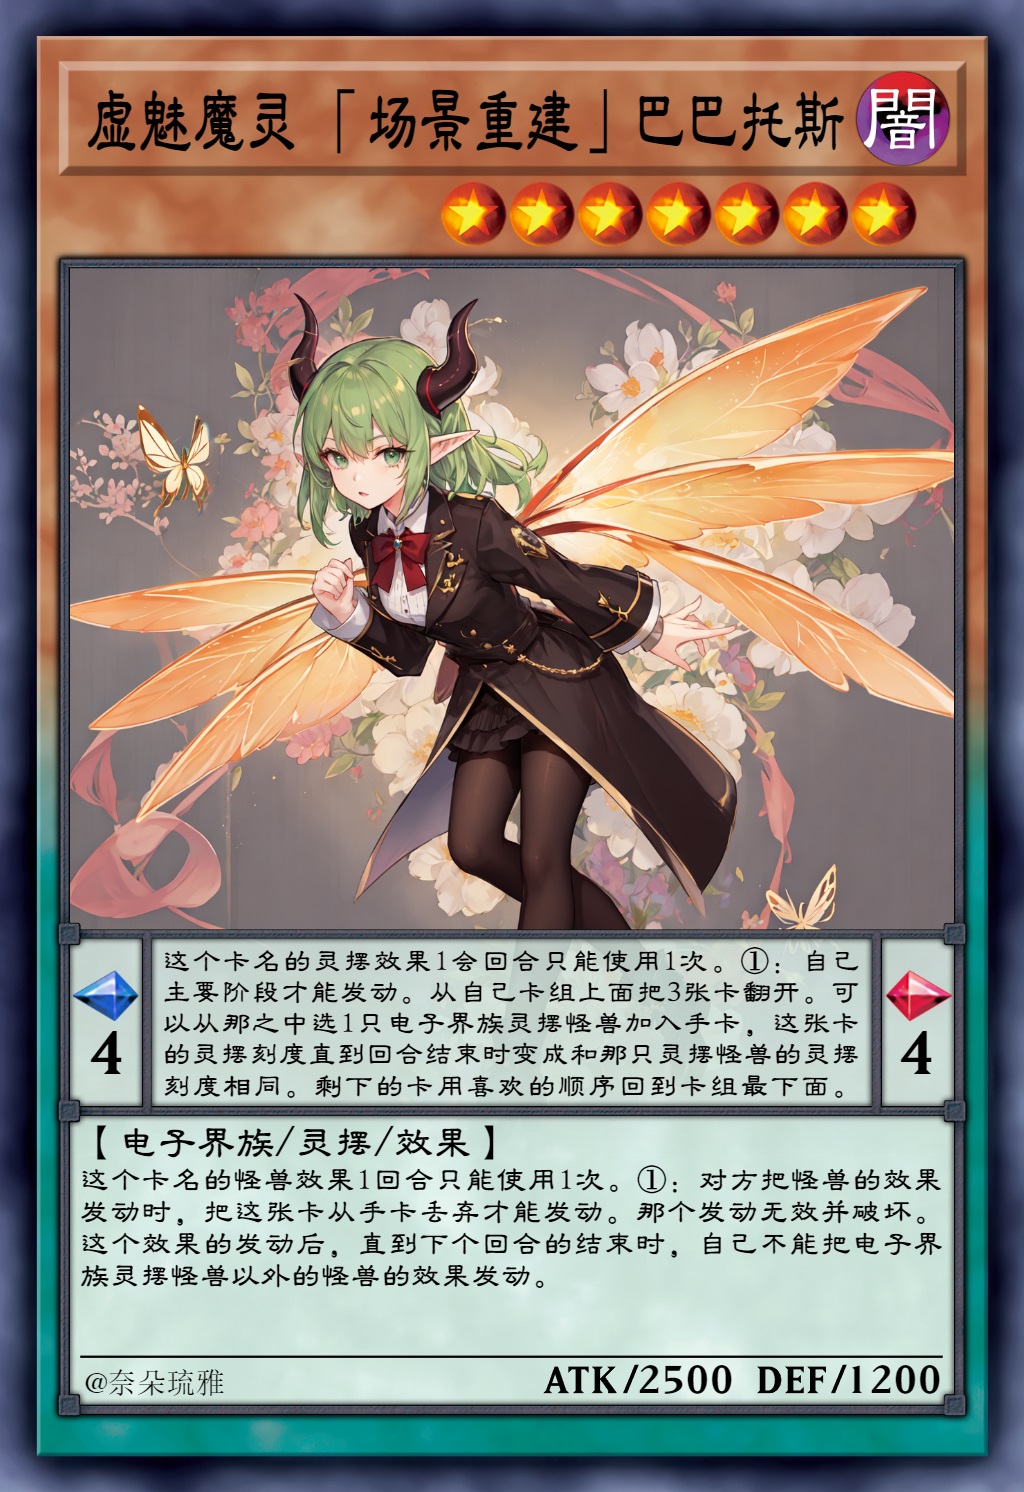 虚魅魔灵「场景重建」巴巴托斯
闇
这个卡名的灵摆效果1会回合只能使用1次。①：自己
主要阶段才能发动。从自己卡组上面把3张卡翻开。可
以从那之中选1只电子界族灵摆怪兽加入手卡，这张卡
的灵摆刻度直到回合结束时变成和那只灵摆怪兽的灵摆
刻度相同。剩下的卡用喜欢的顺序回到卡组最下面。
4
4
【电子界族/灵摆/效果】
这个卡名的怪兽效果1回合只能使用1次。①：对方把怪兽的效果
发动时，把这张卡从手卡丢弃才能发动。那个发动无效并破坏。
这个效果的发动后，直到下个回合的结束时，自己不能把电子界
族灵摆怪兽以外的怪兽的效果发动。
@奈朵琉雅
ATK/2500 DEF/1200